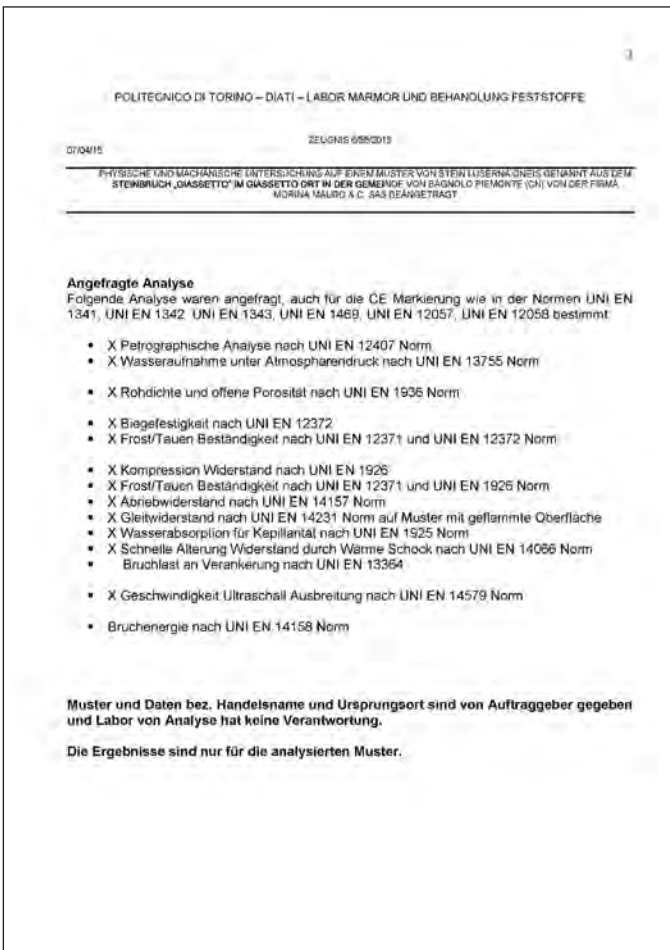 POLITECNICO DI TORINO – DIATI – LABOR MARMOR UND BEHANDLUNG FESTSTOFFE
ZEUGNIS
07/04/15
PHYSISCHE UND MACHANISCHE UNTERSUCHUNG AUF EINEM MUSTER VON STEIN LUSERNA GNEIS GENANNT AUS DEM
STEINBRUCH „GIASSETTO“ IM GIASSETTO ORT IN DER GEMEINDE VON BAGNOLO PIEMONTE (CN) VON DER FIRMA
MORINA MAURO & C. SAS BEANGETRAGT
Angefragte Analyse
Folgende Analyse waren angefragt, auch für die CE Markierung wie in der Normen UNI EN
1341, UNI EN 1342 UNI EN 1343, UNI EN 1469, UNI EN 12057, UNI EN 12058 bestimmt
• X Petrographische Analyse nach UNI EN 12407 Norm
• X Wasseraufnahme unter Atmospharendruck nach UNI EN 13755 Norm
• X Rohdichte und offene Porosität nach UNI EN 1936 Norm
• X Biegefestigkeit nach UNI EN 12372
• X Frost/Tauen Beständigkeit nach UNI EN 12371 und UNI EN 12372 Norm
• X Kompression Widerstand nach UNI EN 1926
• X Frost/Tauen Beständigkeit nach UNI EN 12371 und UNI EN 1926 Norm
• X Abriebwiderstand nach UNI EN 14157 Norm
• X Gleitwiderstand nach UNI EN 14231 Norm auf Muster mit geflammte Oberfläche
• X Wasserabsorption für Kepillantät nach UNI EN 1925 Norm
• X Schnelle Alterung Widerstand durch Wärme Schock nach UNI EN 14066 Norm
• Bruchlast an Verankerung nach UNI EN 13364
• X Geschwindigkeit Ultraschall Ausbreitung nach UNI EN 14579 Norm
• Bruchenergie nach UNI EN 14158 Norm
Muster und Daten bez. Handelsname und Ursprungsort sind von Auftraggeber gegeben
und Labor von Analyse hat keine Verantwortung.
Die Ergebnisse sind nur für die analysierten Muster.